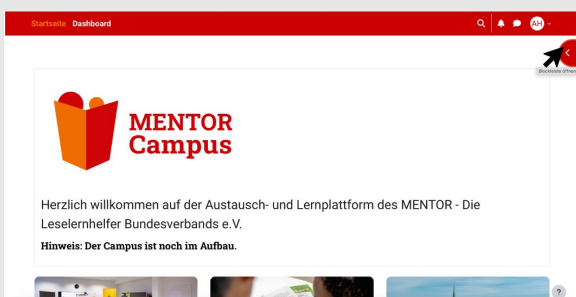 Startseite Dashboard
AH
Blockleiste öffnen
MENTOR
Campus
Herzlich willkommen auf der Austausch- und Lernplattform des MENTOR - Die
Leselernhelfer Bundesverbands e.V.
Hinweis: Der Campus ist noch im Aufbau.
?